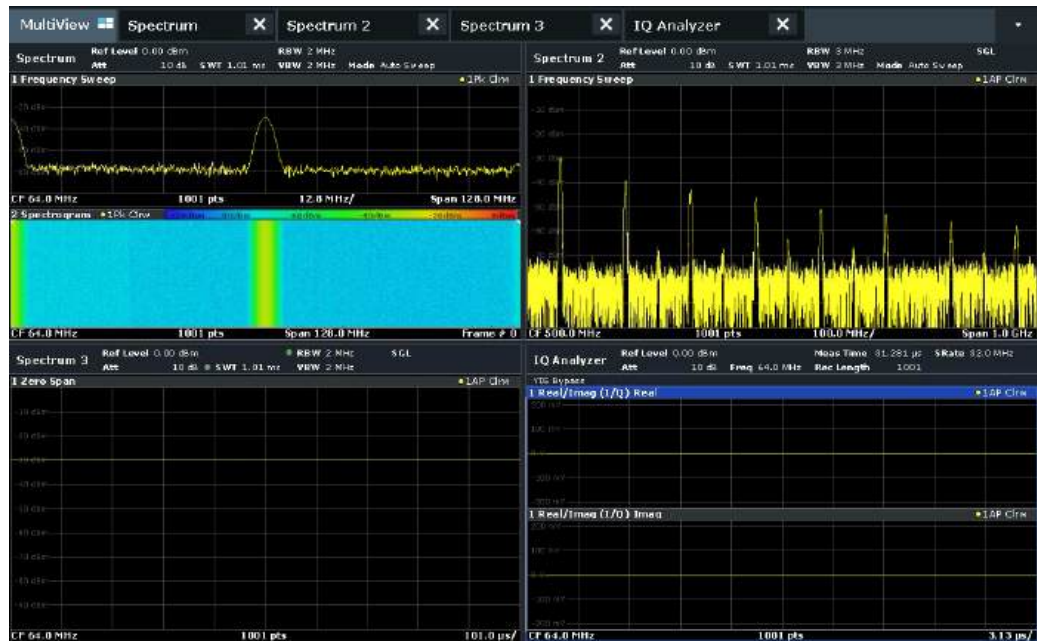 MultiView Spectrum X Spectrum 2 X Spectrum 3 X IQ Analyzer X
Spectrum Ref Level 0.00 dBm RBW 2 MHz
Att 10 dB SWT 1.01 ms VBW 2 MHz Mode Auto Sweep
1 Frequency Sweep 1Pk Clrw
CF 64.0 MHz 1001 pts 12.8 MHz/ Span 128.0 MHz
2 Spectrogram 1Pk Clrw
CF 64.0 MHz 1001 pts Span 128.0 MHz Frame # 0
Spectrum 2 Ref Level 0.00 dBm RBW 3 MHz SGL
Att 10 dB SWT 1.01 ms VBW 3 MHz Mode Auto Sweep
1 Frequency Sweep 1AP Clrw
CF 500.0 MHz 1001 pts 100.0 MHz/ Span 1.0 GHz
Spectrum 3 Ref Level 0.00 dBm RBW 2 MHz SGL
Att 10 dB SWT 1.01 ms VBW 2 MHz
1 Zero Span 1AP Clrw
CF 64.0 MHz 1001 pts 101.0 µs/
IQ Analyzer Ref Level 0.00 dBm Meas Time 31.281 µs SRate 32.0 MHz
Att 10 dB Freq 64.0 MHz Rec Length 1001
YIG Bypass
1 Real/Imag (I/Q) Real 1AP Clrw
1 Real/Imag (I/Q) Imag 1AP Clrw
CF 64.0 MHz 1001 pts 3.13 µs/